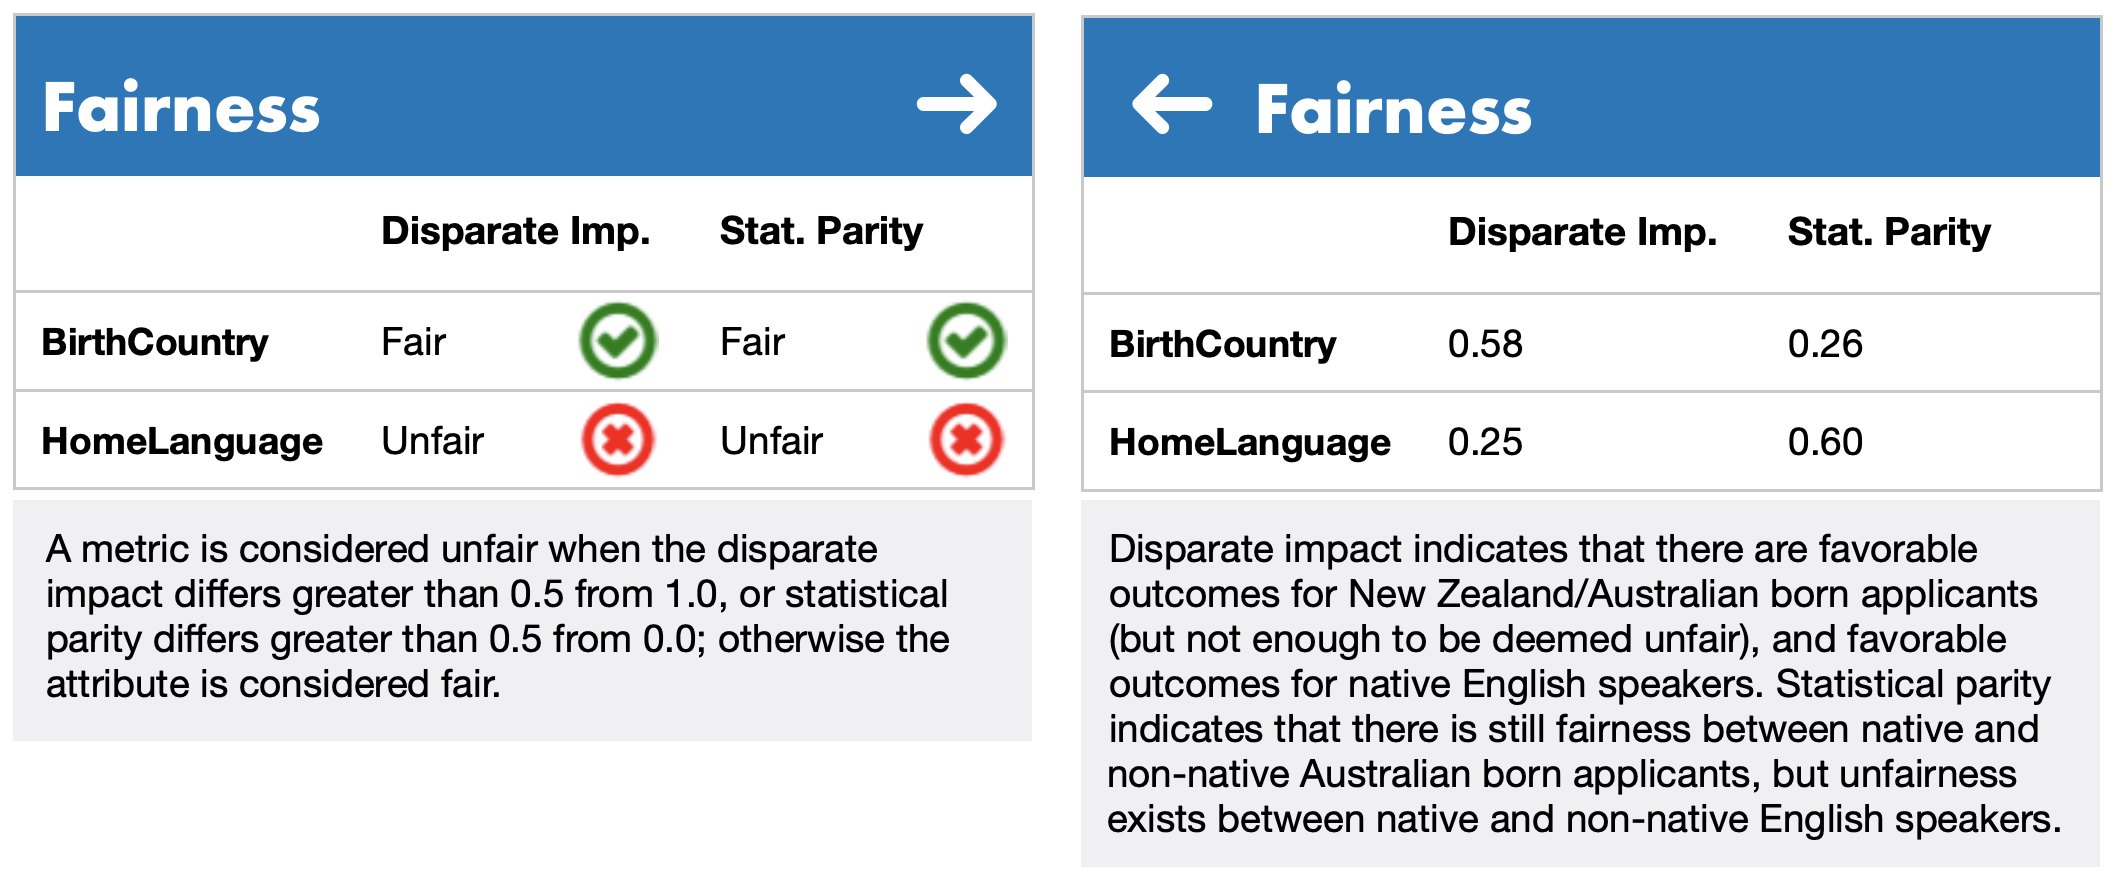 Fairness
Disparate Imp. Stat. Parity
BirthCountry Fair Fair
HomeLanguage Unfair Unfair
A metric is considered unfair when the disparate
impact differs greater than 0.5 from 1.0, or statistical
parity differs greater than 0.5 from 0.0; otherwise the
attribute is considered fair.
Fairness
Disparate Imp. Stat. Parity
BirthCountry 0.58 0.26
HomeLanguage 0.25 0.60
Disparate impact indicates that there are favorable
outcomes for New Zealand/Australian born applicants
(but not enough to be deemed unfair), and favorable
outcomes for native English speakers. Statistical parity
indicates that there is still fairness between native and
non-native Australian born applicants, but unfairness
exists between native and non-native English speakers.